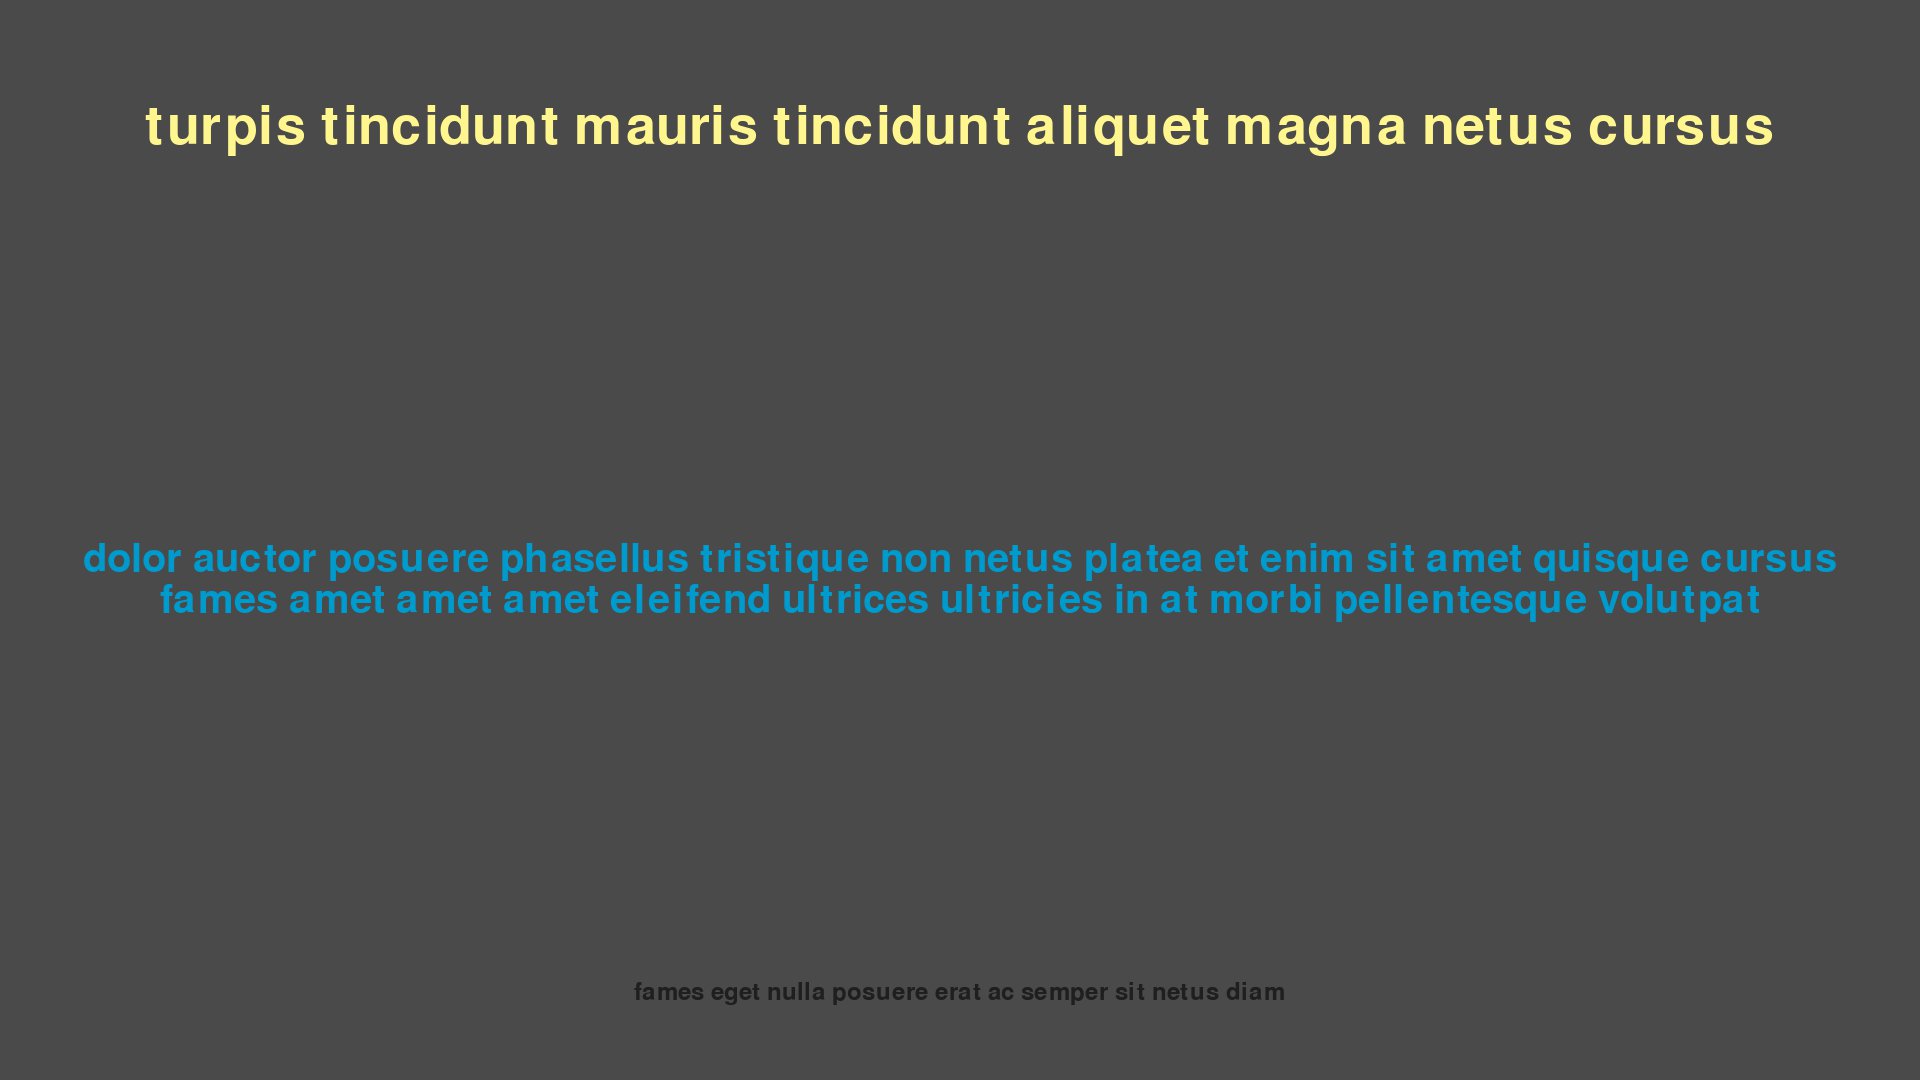 turpis tincidunt mauris tincidunt aliquet magna netus cursus
dolor auctor posuere phasellus tristique non netus platea et enim sit amet quisque cursus
fames amet amet amet eleifend ultrices ultricies in at morbi pellentesque volutpat
fames eget nulla posuere erat ac semper sit netus diam